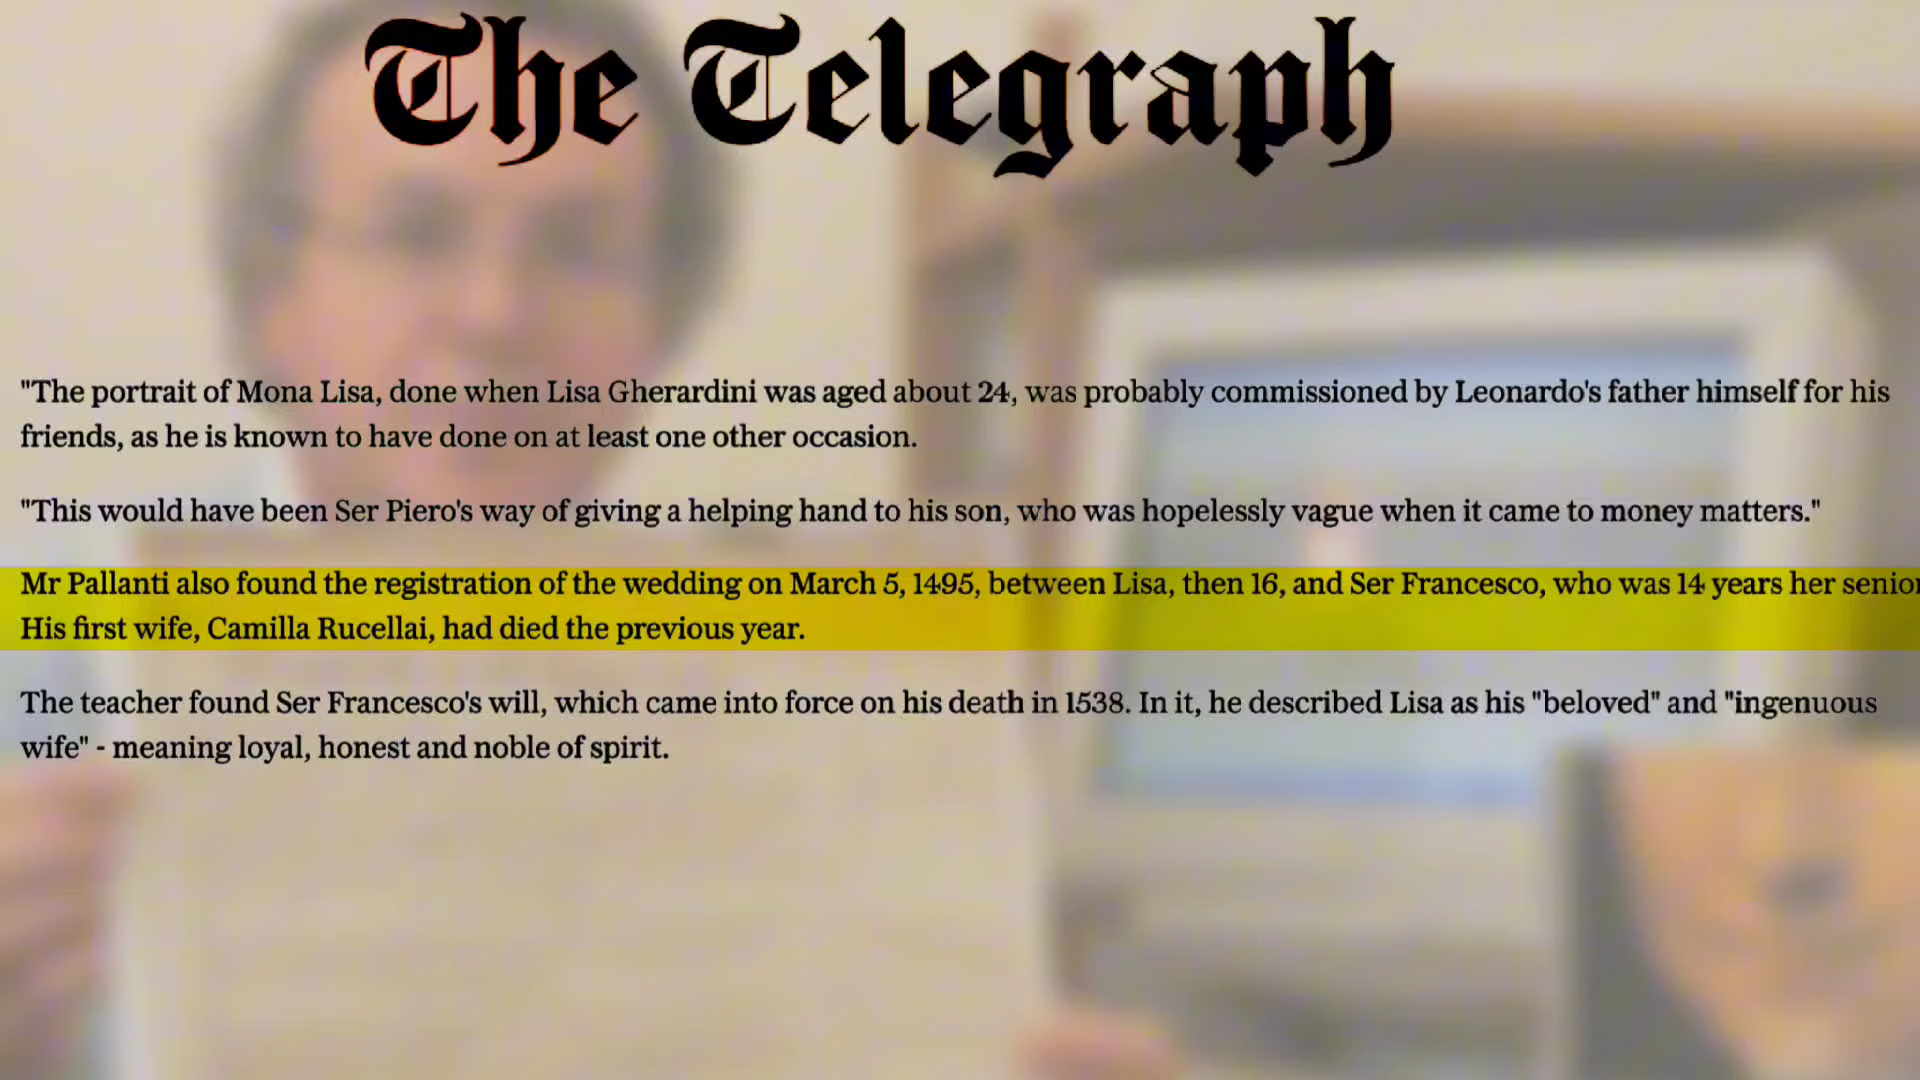 The Telegraph
"The portrait of Mona Lisa, done when Lisa Gherardini was aged about 24, was probably commissioned by Leonardo's father himself for his
friends, as he is known to have done on at least one other occasion.
"This would have been Ser Piero's way of giving a helping hand to his son, who was hopelessly vague when it came to money matters."
Mr Pallanti also found the registration of the wedding on March 5, 1495, between Lisa, then 16, and Ser Francesco, who was 14 years her senior
His first wife, Camilla Rucellai, had died the previous year.
The teacher found Ser Francesco's will, which came into force on his death in 1538. In it, he described Lisa as his "beloved" and "ingenuous
wife" - meaning loyal, honest and noble of spirit.